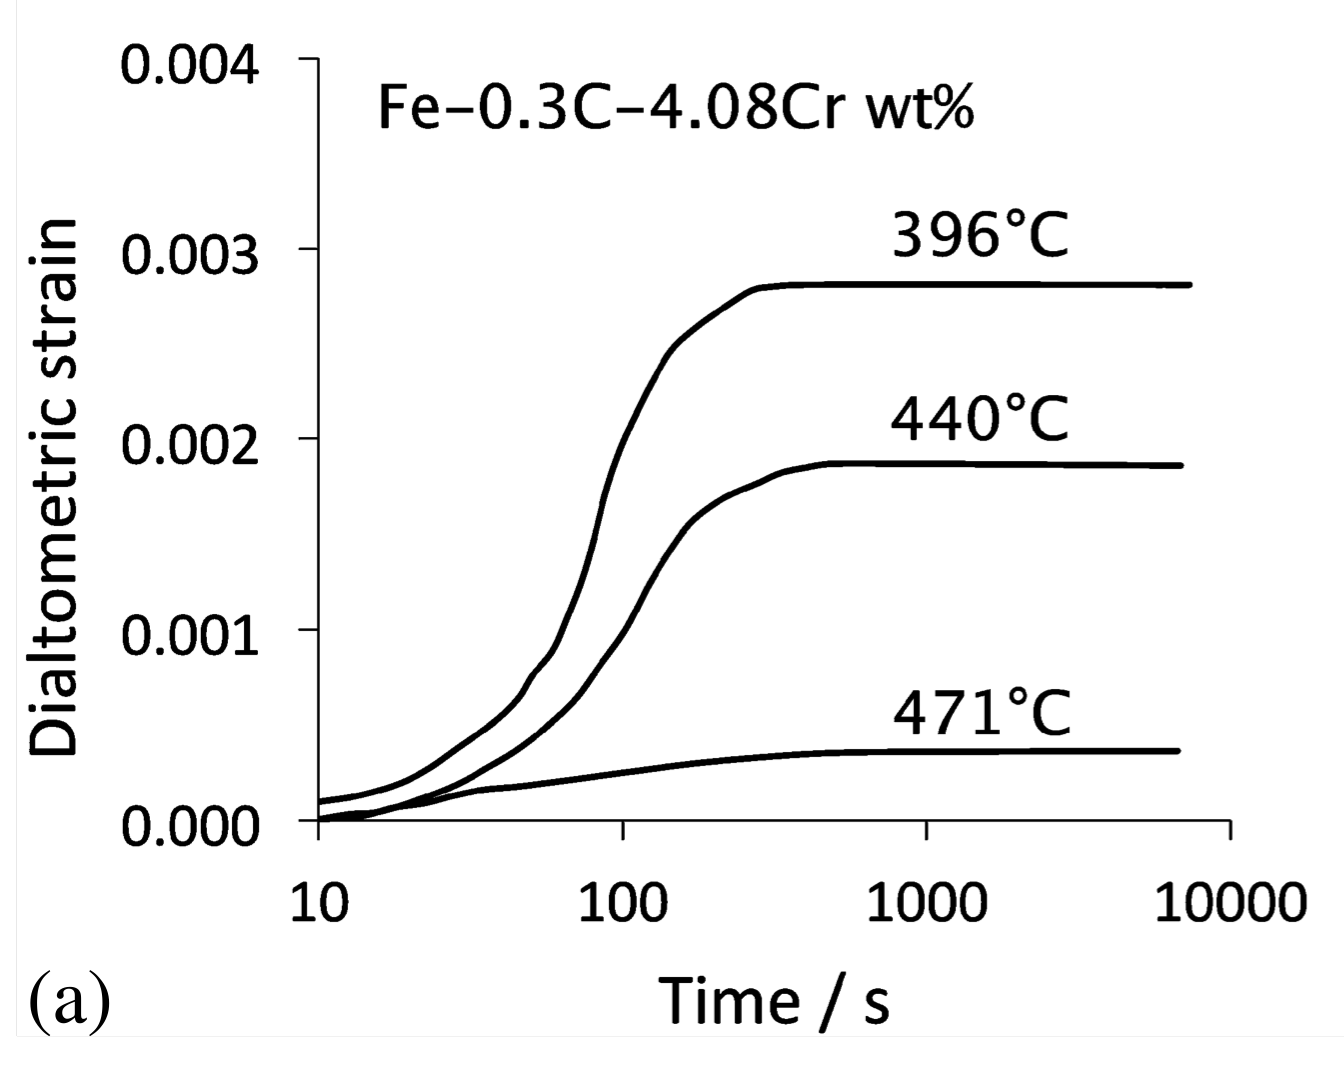 Fe–0.3C–4.08Cr wt%
Dialtometric strain
0.004
0.003
0.002
0.001
0.000
396°C
440°C
471°C
10 100 1000 10000
Time / s
(a)